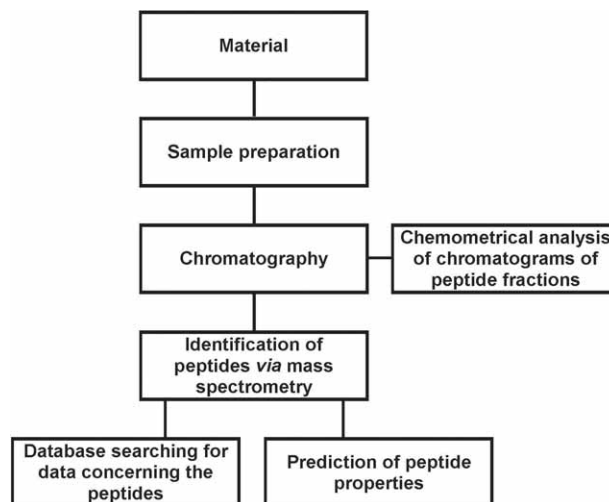 Material
Sample preparation
Chromatography
Chemometrical analysis
of chromatograms of
peptide fractions
Identification of
peptides via mass
spectrometry
Database searching for
data concerning the
peptides
Prediction of peptide
properties